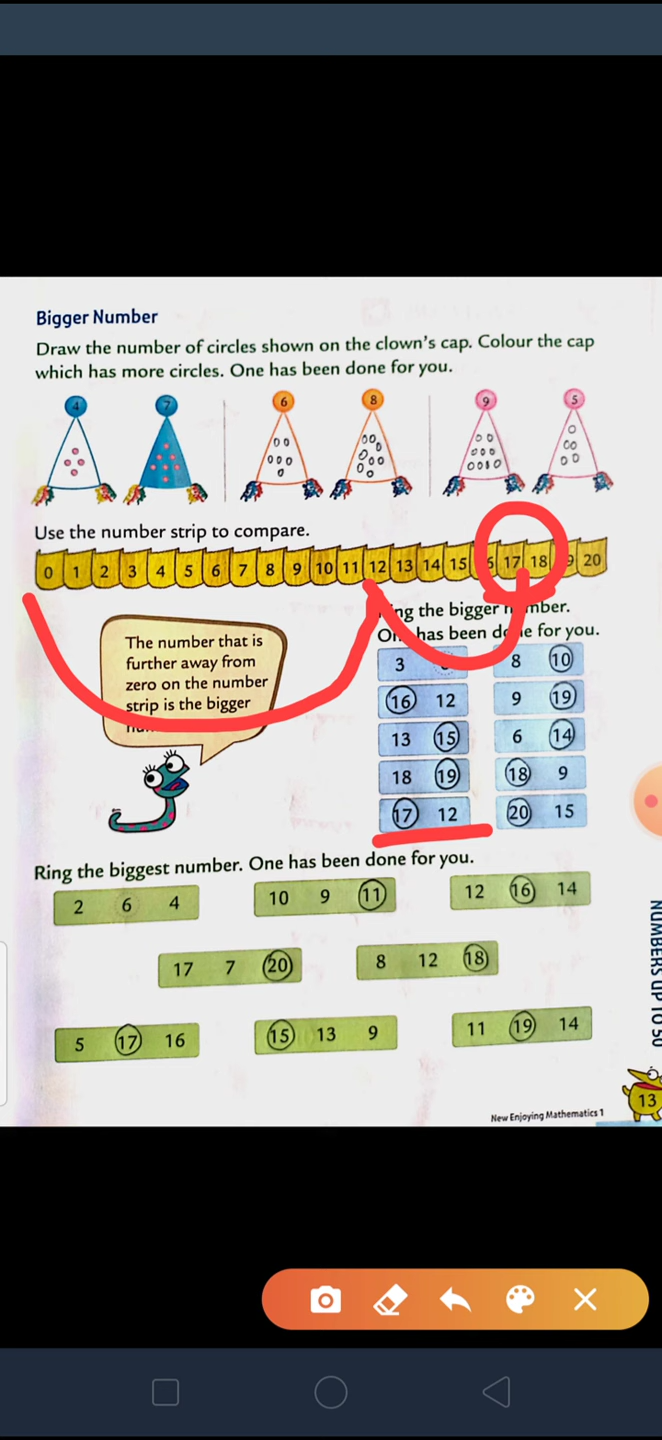 Bigger Number
Draw the number of circles shown on the clown's cap. Colour the cap
which has more circles. One has been done for you.
4 7 6 8 9 5
Use the number strip to compare.
0 1 2 3 4 5 6 7 8 9 10 11 12 13 14 15 17 18 9 20
the bigger
has been for you.
The number that is
further away from
zero on the number
strip is the bigger
3 8 10
16 12 9 19
13 15 6 14
18 19 18 9
17 12 20 15
Ring the biggest number. One has been done for you.
2 6 4 10 9 11 12 16 14
17 7 20 8 12 18
5 17 16 15 13 9 11 19 14
NUMBERS UP TO 50
13
New Enjoying Mathematics 1